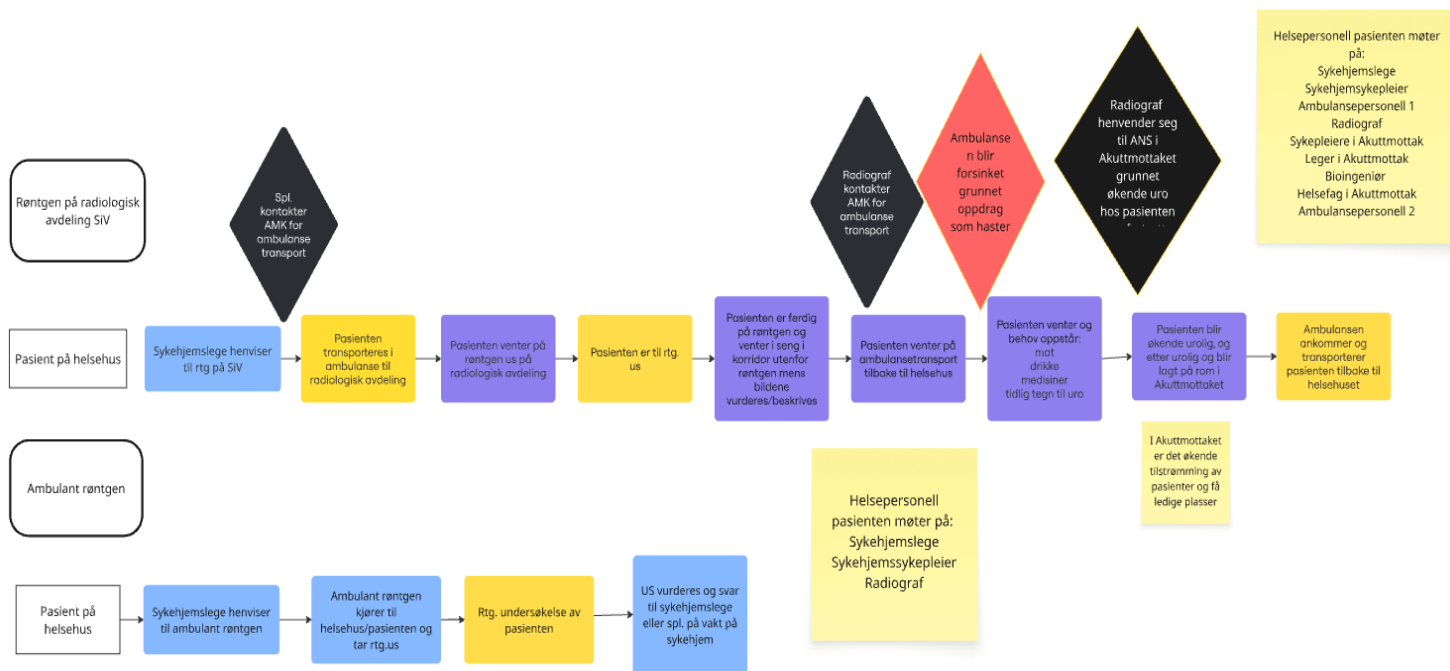 Helsepersonell pasienten møter
på:
Sykehjemslege
Sykehjemsykepleier
Ambulansepersonell 1
Radiograf
Sykepleiere i Akuttmottak
Leger i Akuttmottak
Bioingeniør
Helsefag i Akuttmottak
Ambulansepersonell 2
Røntgen på radiologisk
avdeling SiV
Spl.
kontakter
AMK for
ambulanse
transport
Radiograf
kontakter
AMK for
ambulanse
transport
Ambulanse
n blir
forsinket
grunnet
oppdrag
som haster
Radiograf
henvender seg
til ANS i
Akuttmottaket
grunnet
økende uro
hos pasienten
Pasient på helsehus
Sykehjemslege henviser
til rtg på SiV
Pasienten
transporteres i
ambulanse til
radiologisk avdeling
Pasienten venter på
røntgen us på
radiologisk avdeling
Pasienten er til rtg.
us
Pasienten er ferdig
på røntgen og
venter i seng i
korridor utenfor
røntgen mens
bildene
vurderes/beskrives
Pasienten venter på
ambulansetransport
tilbake til helsehus
Pasienten venter og
behov oppstår:
mat
drikke
medisiner
tidlig tegn til uro
Pasienten blir
økende urolig, og
etter urolig og blir
lagt på rom i
Akuttmottaket
Ambulansen
ankommer og
transporterer
pasienten tilbake til
helsehuset
I Akuttmottaket
er det økende
tilstrømming av
pasienter og få
ledige plasser
Ambulant røntgen
Helsepersonell
pasienten møter på:
Sykehjemslege
Sykehjemssykepleier
Radiograf
Pasient på
helsehus
Sykehjemslege henviser
til ambulant røntgen
Ambulant røntgen
kjører til
helsehus/pasienten og
tar rtg.us
Rtg. undersøkelse av
pasienten
US vurderes og svar
til sykehjemslege
eller spl. på vakt på
sykehjem